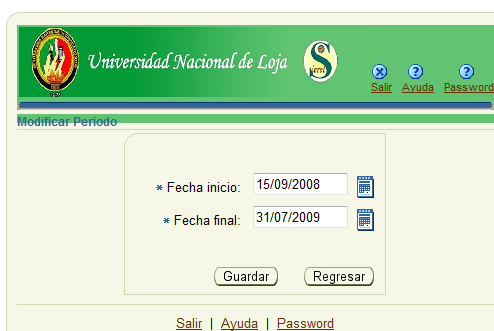 Universidad Nacional de Loja
Salir Ayuda Password
Modificar Periodo
* Fecha inicio: 15/09/2008
* Fecha final: 31/07/2009
Guardar Regresar
Salir | Ayuda | Password